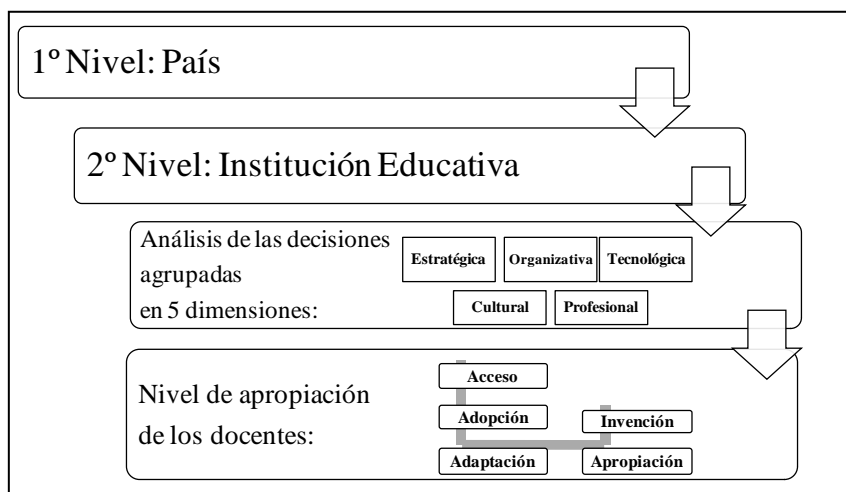 1º Nivel: País
2º Nivel: Institución Educativa
Análisis de las decisiones
agrupadas
en 5 dimensiones:
Estratégica
Organizativa
Tecnológica
Cultural
Profesional
Nivel de apropiación
de los docentes:
Acceso
Adopción
Adaptación
Apropiación
Invención